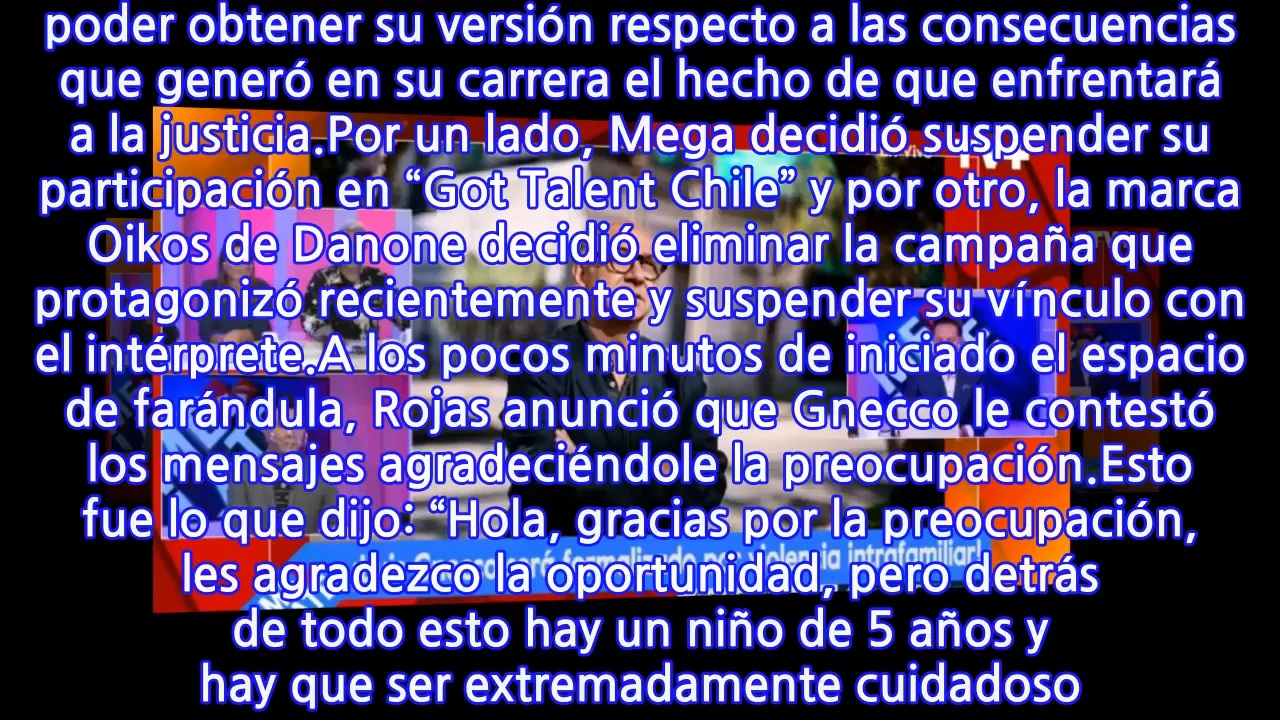 poder obtener su versión respecto a las consecuencias
que generó en su carrera el hecho de que enfrentará
a la justicia.Por un lado, Mega decidió suspender su
participación en “Got Talent Chile” y por otro, la marca
Oikos de Danone decidió eliminar la campaña que
protagonizó recientemente y suspender su vínculo con
el intérprete.A los pocos minutos de iniciado el espacio
de farándula, Rojas anunció que Gnecco le contestó
los mensajes agradeciéndole la preocupación.Esto
fue lo que dijo: “Hola, gracias por la preocupación,
les agradezco la oportunidad, pero detrás
de todo esto hay un niño de 5 años y
hay que ser extremadamente cuidadoso
formalizado por violencia intrafamiliar!